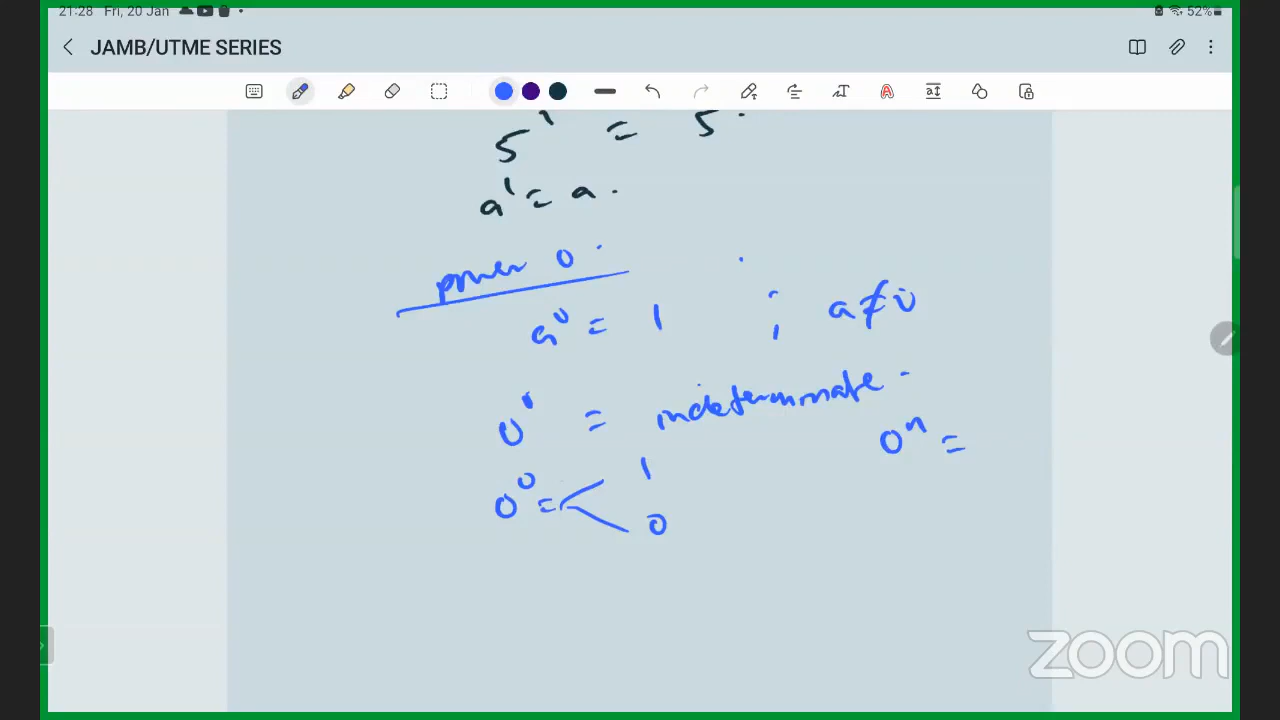 21:28 Fri, 20 Jan 52%
JAMB/UTME SERIES
5¹ = 5.
a¹ = a.
power 0.
a⁰ = 1 ; a≠0
0⁰ = indeterminate.
0ⁿ =
0⁰ = < 1
0
zoom